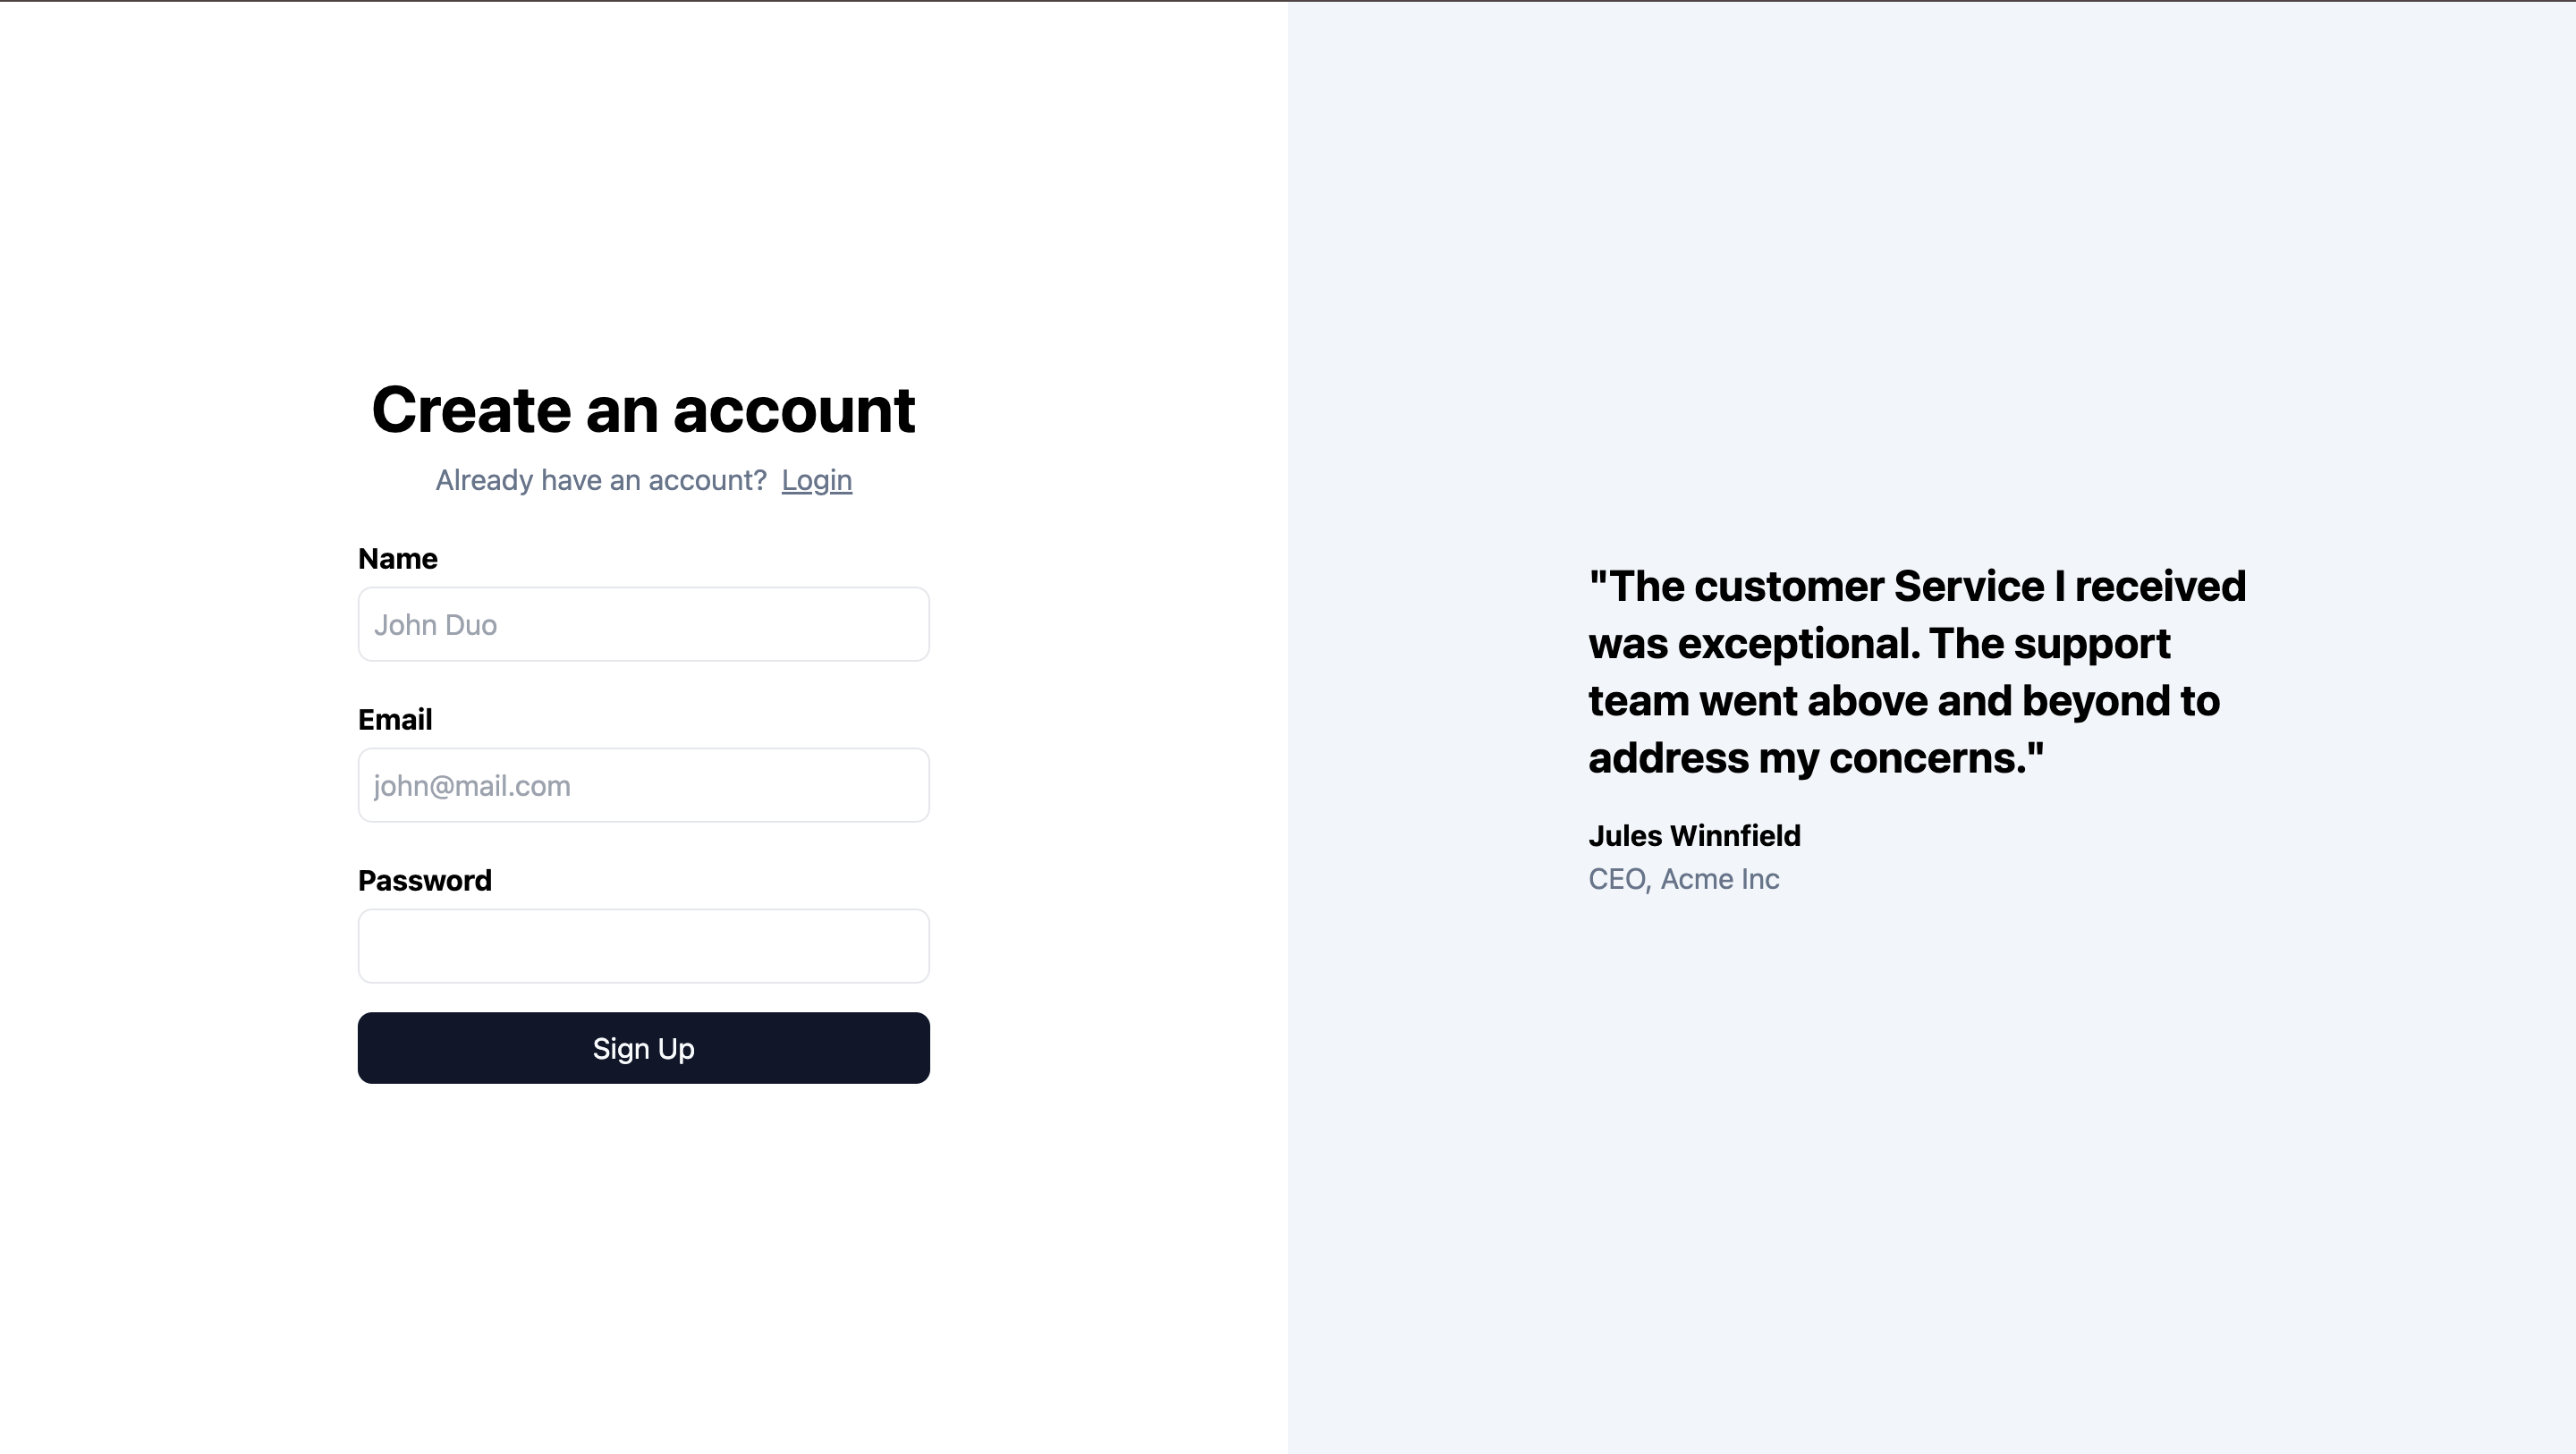 Create an account
Already have an account? Login
Name
John Duo
Email
john@mail.com
Password
Sign Up
"The customer Service I received
was exceptional. The support
team went above and beyond to
address my concerns."
Jules Winnfield
CEO, Acme Inc